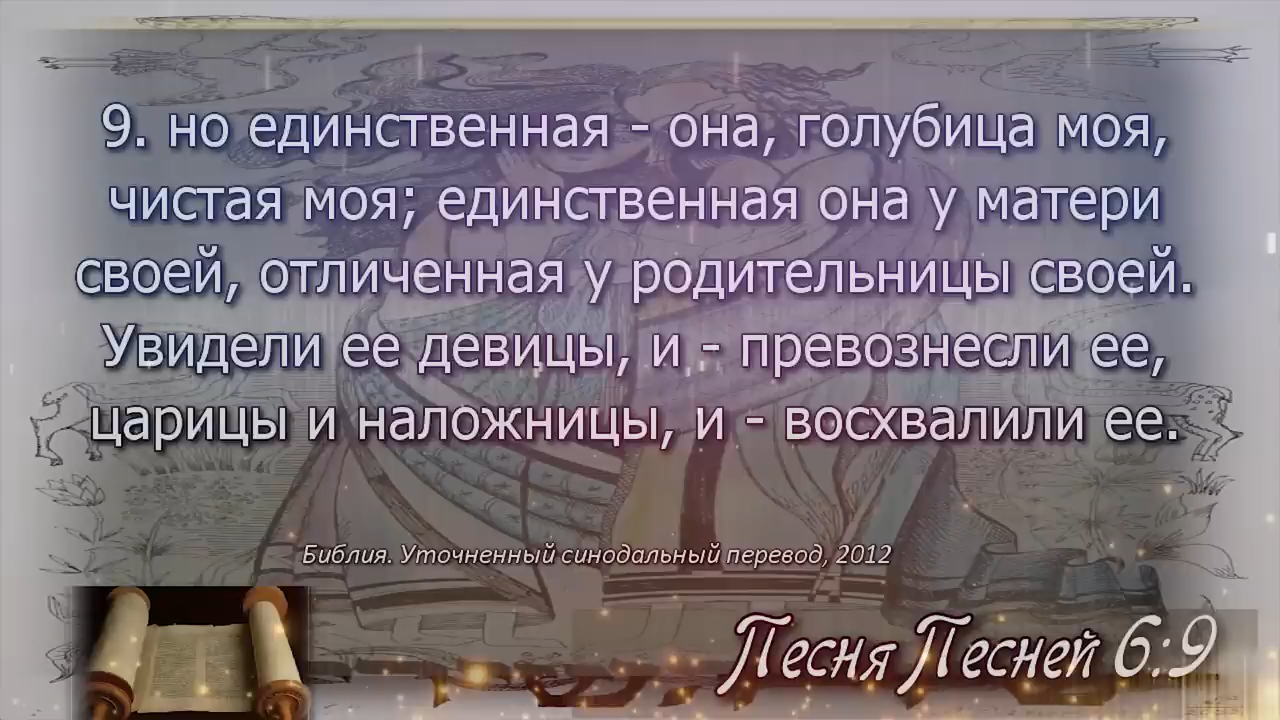 9. но единственная - она, голубица моя,
чистая моя; единственная она у матери
своей, отличенная у родительницы своей.
Увидели ее девицы, и - превознесли ее,
царицы и наложницы, и - восхвалили ее.
Библия. Уточненный синодальный перевод, 2012
Песня Песней 6:9